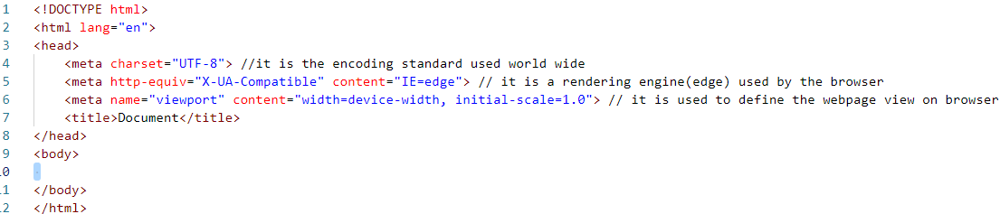 1 <!DOCTYPE html>
2 <html lang="en">
3 <head>
4 <meta charset="UTF-8"> //it is the encoding standard used world wide
5 <meta http-equiv="X-UA-Compatible" content="IE=edge"> // it is a rendering engine(edge) used by the browser
6 <meta name="viewport" content="width=device-width, initial-scale=1.0"> // it is used to define the webpage view on browser
7 <title>Document</title>
8 </head>
9 <body>
.0
.1 </body>
.2 </html>